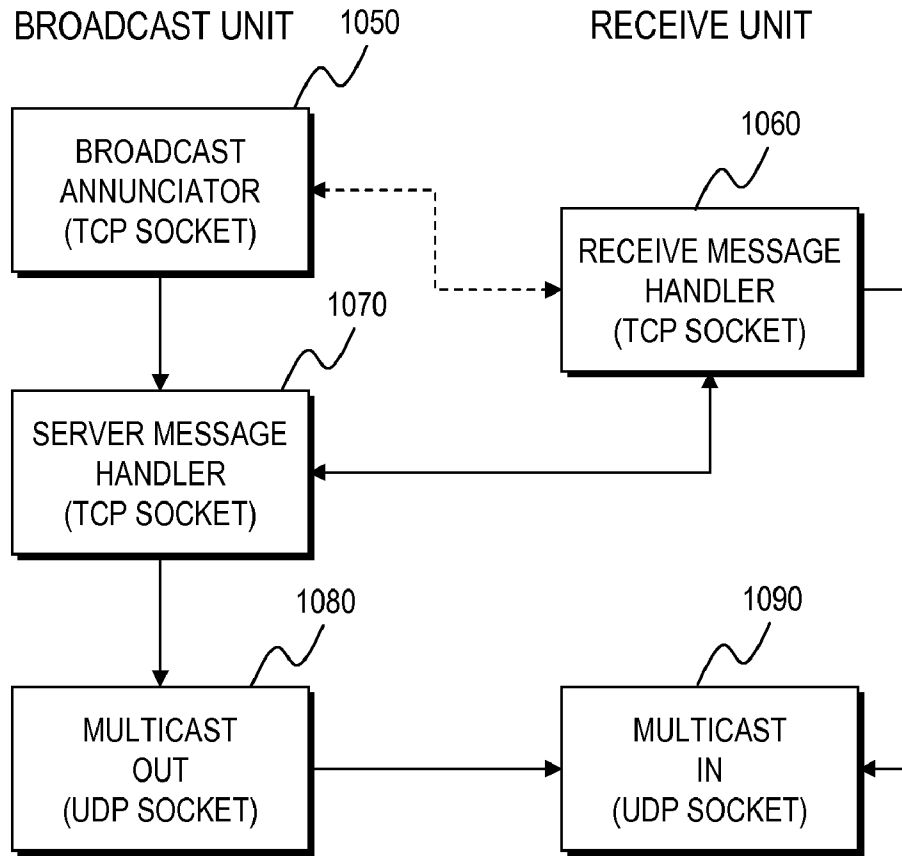 BROADCAST UNIT
RECEIVE UNIT
1050
BROADCAST
ANNUNCIATOR
(TCP SOCKET)
1060
RECEIVE MESSAGE
HANDLER
(TCP SOCKET)
1070
SERVER MESSAGE
HANDLER
(TCP SOCKET)
1080
MULTICAST
OUT
(UDP SOCKET)
1090
MULTICAST
IN
(UDP SOCKET)